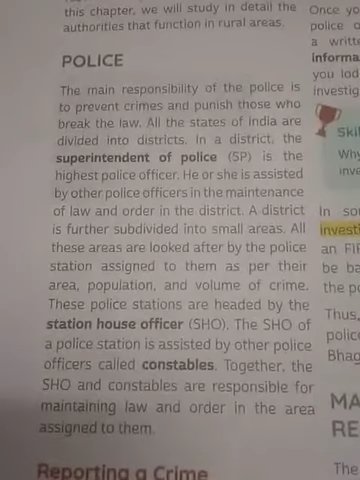 this chapter, we will study in detail the
authorities that function in rural areas.
POLICE
The main responsibility of the police is
to prevent crimes and punish those who
break the law. All the states of India are
divided into districts. In a district, the
superintendent of police (SP) is the
highest police officer. He or she is assisted
by other police officers in the maintenance
of law and order in the district. A district
is further subdivided into small areas. All
these areas are looked after by the police
station assigned to them as per their
area, population, and volume of crime.
These police stations are headed by the
station house officer (SHO). The SHO of
a police station is assisted by other police
officers called constables. Together, the
SHO and constables are responsible for
maintaining law and order in the area
assigned to them.
Reporting a Crime
Once yo
police o
a writte
informa
you lod
investig
Skil
Why
inve
In so
investi
an FIF
be ba
the po
Thus,
police
Bhag
MA
RE
The